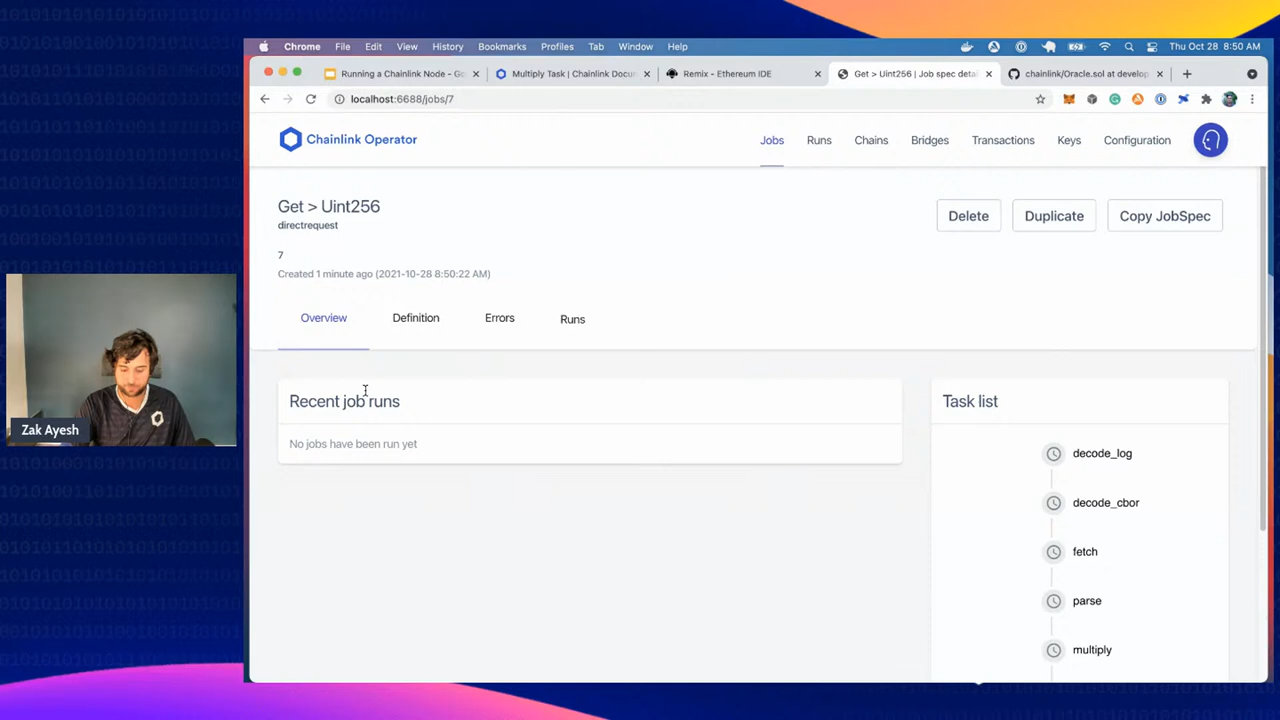 Chrome File Edit View History Bookmarks Profiles Tab Window Help Thu Oct 28 8:50 AM
Running a Chainlink Node - Go
Multiply Task | Chainlink Docu
Remix - Ethereum IDE
Get > Uint256 | Job spec detai
chainlink/Oracle.sol at develop
localhost:6688/jobs/7
Chainlink Operator
Jobs Runs Chains Bridges Transactions Keys Configuration
Get > Uint256
directrequest
Delete Duplicate Copy JobSpec
7
Created 1 minute ago (2021-10-28 8:50:22 AM)
Overview Definition Errors Runs
Recent job runs
No jobs have been run yet
Task list
decode_log
decode_cbor
fetch
parse
multiply
Zak Ayesh